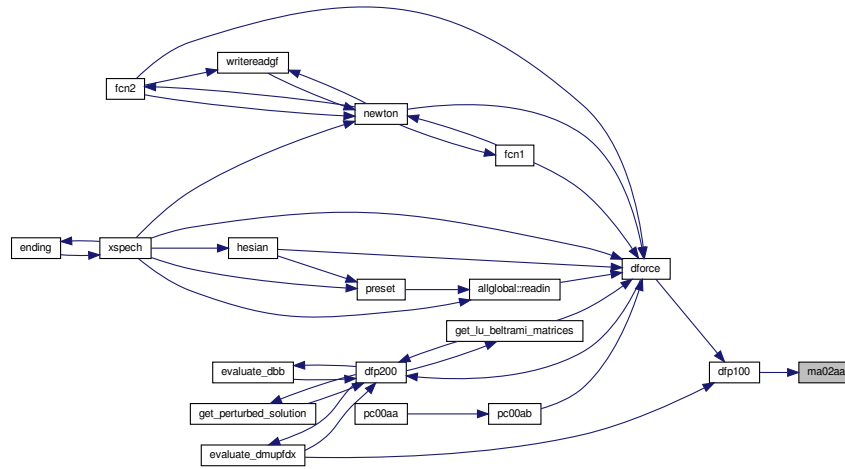 writereadgf
fcn2
newton
fcn1
ending
xspech
hesian
dforce
preset
allglobal::readin
get_lu_beltrami_matrices
evaluate_dbb
dfp200
dfp100
ma02aa
get_perturbed_solution
pc00aa
pc00ab
evaluate_dmupfdx